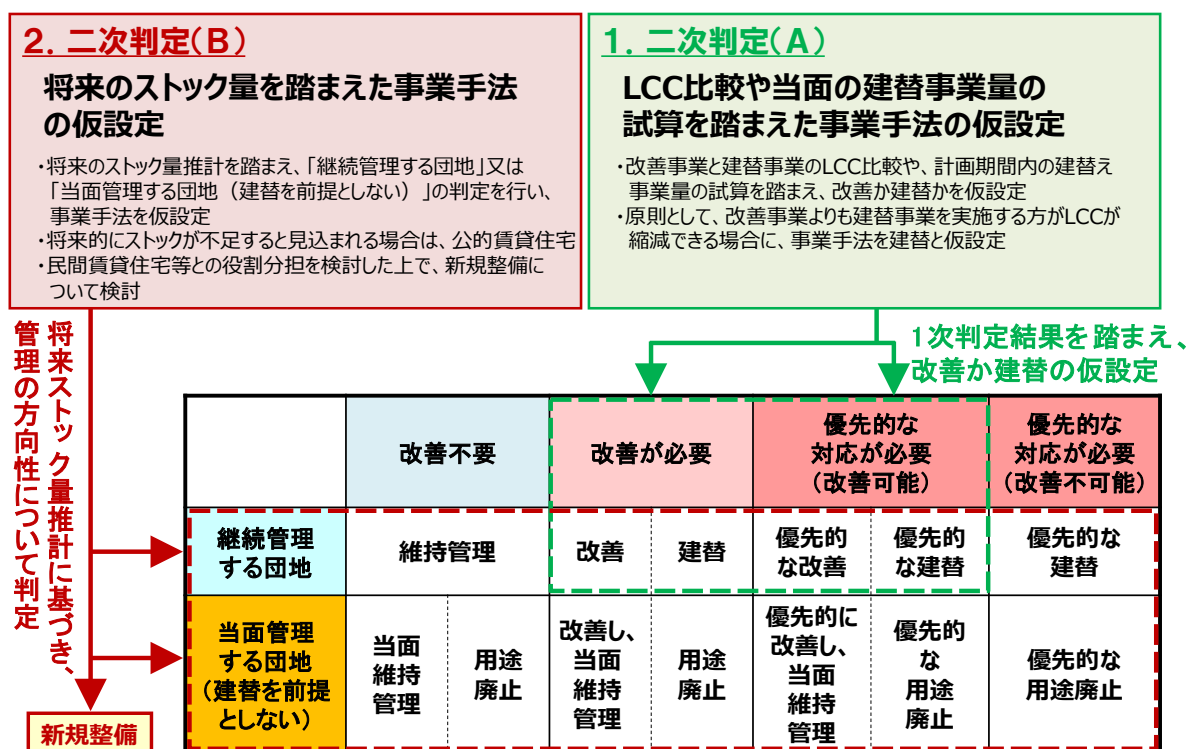 2. 二次判定(B)
将来のストック量を踏まえた事業手法
の仮設定
・将来のストック量推計を踏まえ、「継続管理する団地」又は
「当面管理する団地（建替を前提としない）」の判定を行い、
事業手法を仮設定
・将来的にストックが不足すると見込まれる場合は、公的賃貸住宅
・民間賃貸住宅等との役割分担を検討した上で、新規整備に
ついて検討
1. 二次判定(A)
LCC比較や当面の建替事業量の
試算を踏まえた事業手法の仮設定
・改善事業と建替事業のLCC比較や、計画期間内の建替え
事業量の試算を踏まえ、改善か建替かを仮設定
・原則として、改善事業よりも建替事業を実施する方がLCCが
縮減できる場合に、事業手法を建替と仮設定
将来ストック量推計に基づき、
管理の方向性について判定
1次判定結果を踏まえ、
改善か建替の仮設定
改善不要
改善が必要
優先的な
対応が必要
（改善可能）
優先的な
対応が必要
（改善不可能）
継続管理
する団地
維持管理
改善
建替
優先的
な改善
優先的
な建替
優先的な
建替
当面管理
する団地
（建替を前提
としない）
当面
維持
管理
用途
廃止
改善し、
当面
維持
管理
用途
廃止
優先的に
改善し、
当面
維持
管理
優先的
な
用途
廃止
優先的な
用途廃止
新規整備